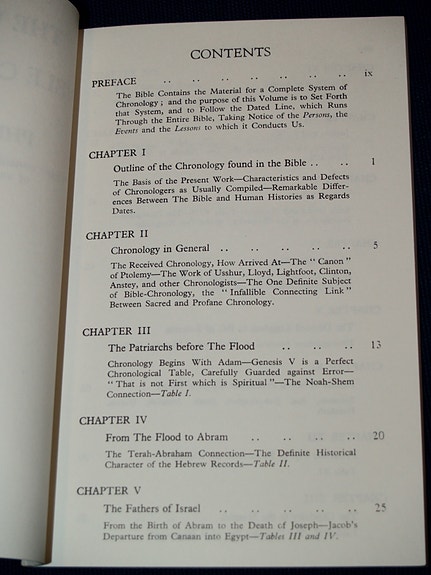 CONTENTS
PREFACE .. .. .. .. .. .. .. ix
The Bible Contains the Material for a Complete System of
Chronology; and the purpose of this Volume is to Set Forth
that System, and to Follow the Dated Line, which Runs
Through the Entire Bible, Taking Notice of the Persons, the
Events and the Lessons to which it Conducts Us.
CHAPTER I
Outline of the Chronology found in the Bible .. .. 1
The Basis of the Present Work—Characteristics and Defects
of Chronologers as Usually Compiled—Remarkable Differ-
ences Between The Bible and Human Histories as Regards
Dates.
CHAPTER II
Chronology in General .. .. .. .. .. 5
The Received Chronology, How Arrived At—The "Canon"
of Ptolemy—The Work of Usshur, Lloyd, Lightfoot, Clinton,
Anstey, and other Chronologists—The One Definite Subject
of Bible-Chronology, the "Infallible Connecting Link"
Between Sacred and Profane Chronology.
CHAPTER III
The Patriarchs before The Flood .. .. .. 13
Chronology Begins With Adam—Genesis V is a Perfect
Chronological Table, Carefully Guarded against Error—
"That is not First which is Spiritual"—The Noah-Shem
Connection—Table I.
CHAPTER IV
From The Flood to Abram .. .. .. .. 20
The Terah-Abraham Connection—The Definite Historical
Character of the Hebrew Records—Table II.
CHAPTER V
The Fathers of Israel .. .. .. .. .. 25
From the Birth of Abram to the Death of Joseph—Jacob's
Departure from Canaan into Egypt—Tables III and IV.